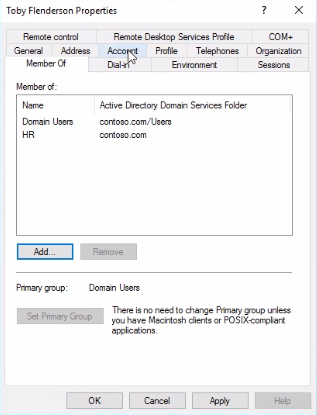 Toby Flenderson Properties
Remote control Remote Desktop Services Profile COM+
General Address Account Profile Telephones Organization
Member Of Dial-in Environment Sessions
Member of:
Name Active Directory Domain Services Folder
Domain Users contoso.com/Users
HR contoso.com
Add... Remove
Primary group: Domain Users
Set Primary Group
There is no need to change Primary group unless
you have Macintosh clients or POSIX-compliant
applications.
OK Cancel Apply Help